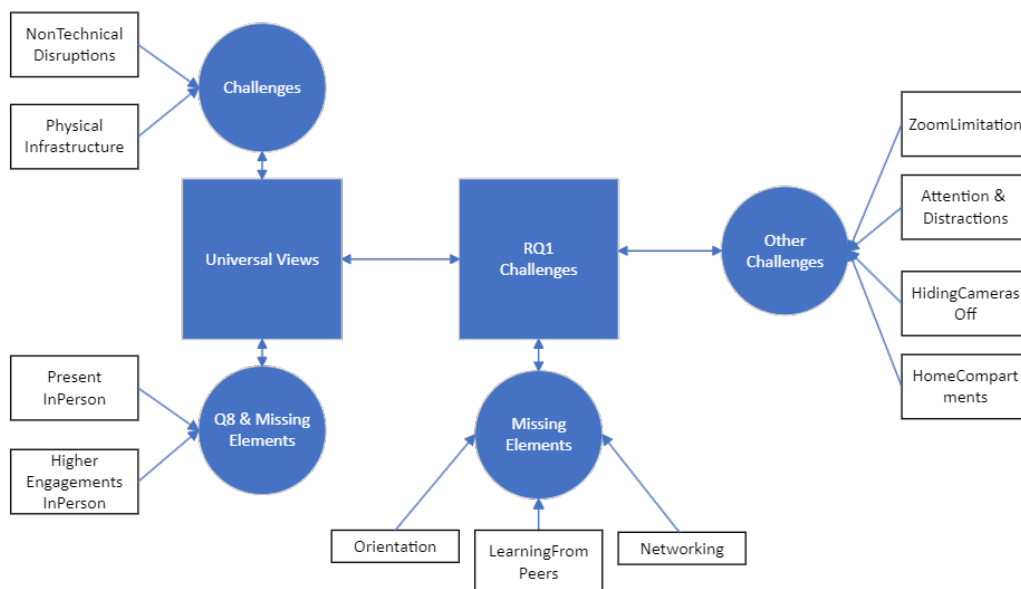 NonTechnical
Disruptions
Physical
Infrastructure
Challenges
Universal Views
RQ1
Challenges
Other
Challenges
ZoomLimitation
Attention &
Distractions
HidingCameras
Off
HomeCompart
ments
Present
InPerson
Higher
Engagements
InPerson
Q8 & Missing
Elements
Missing
Elements
Orientation
LearningFrom
Peers
Networking